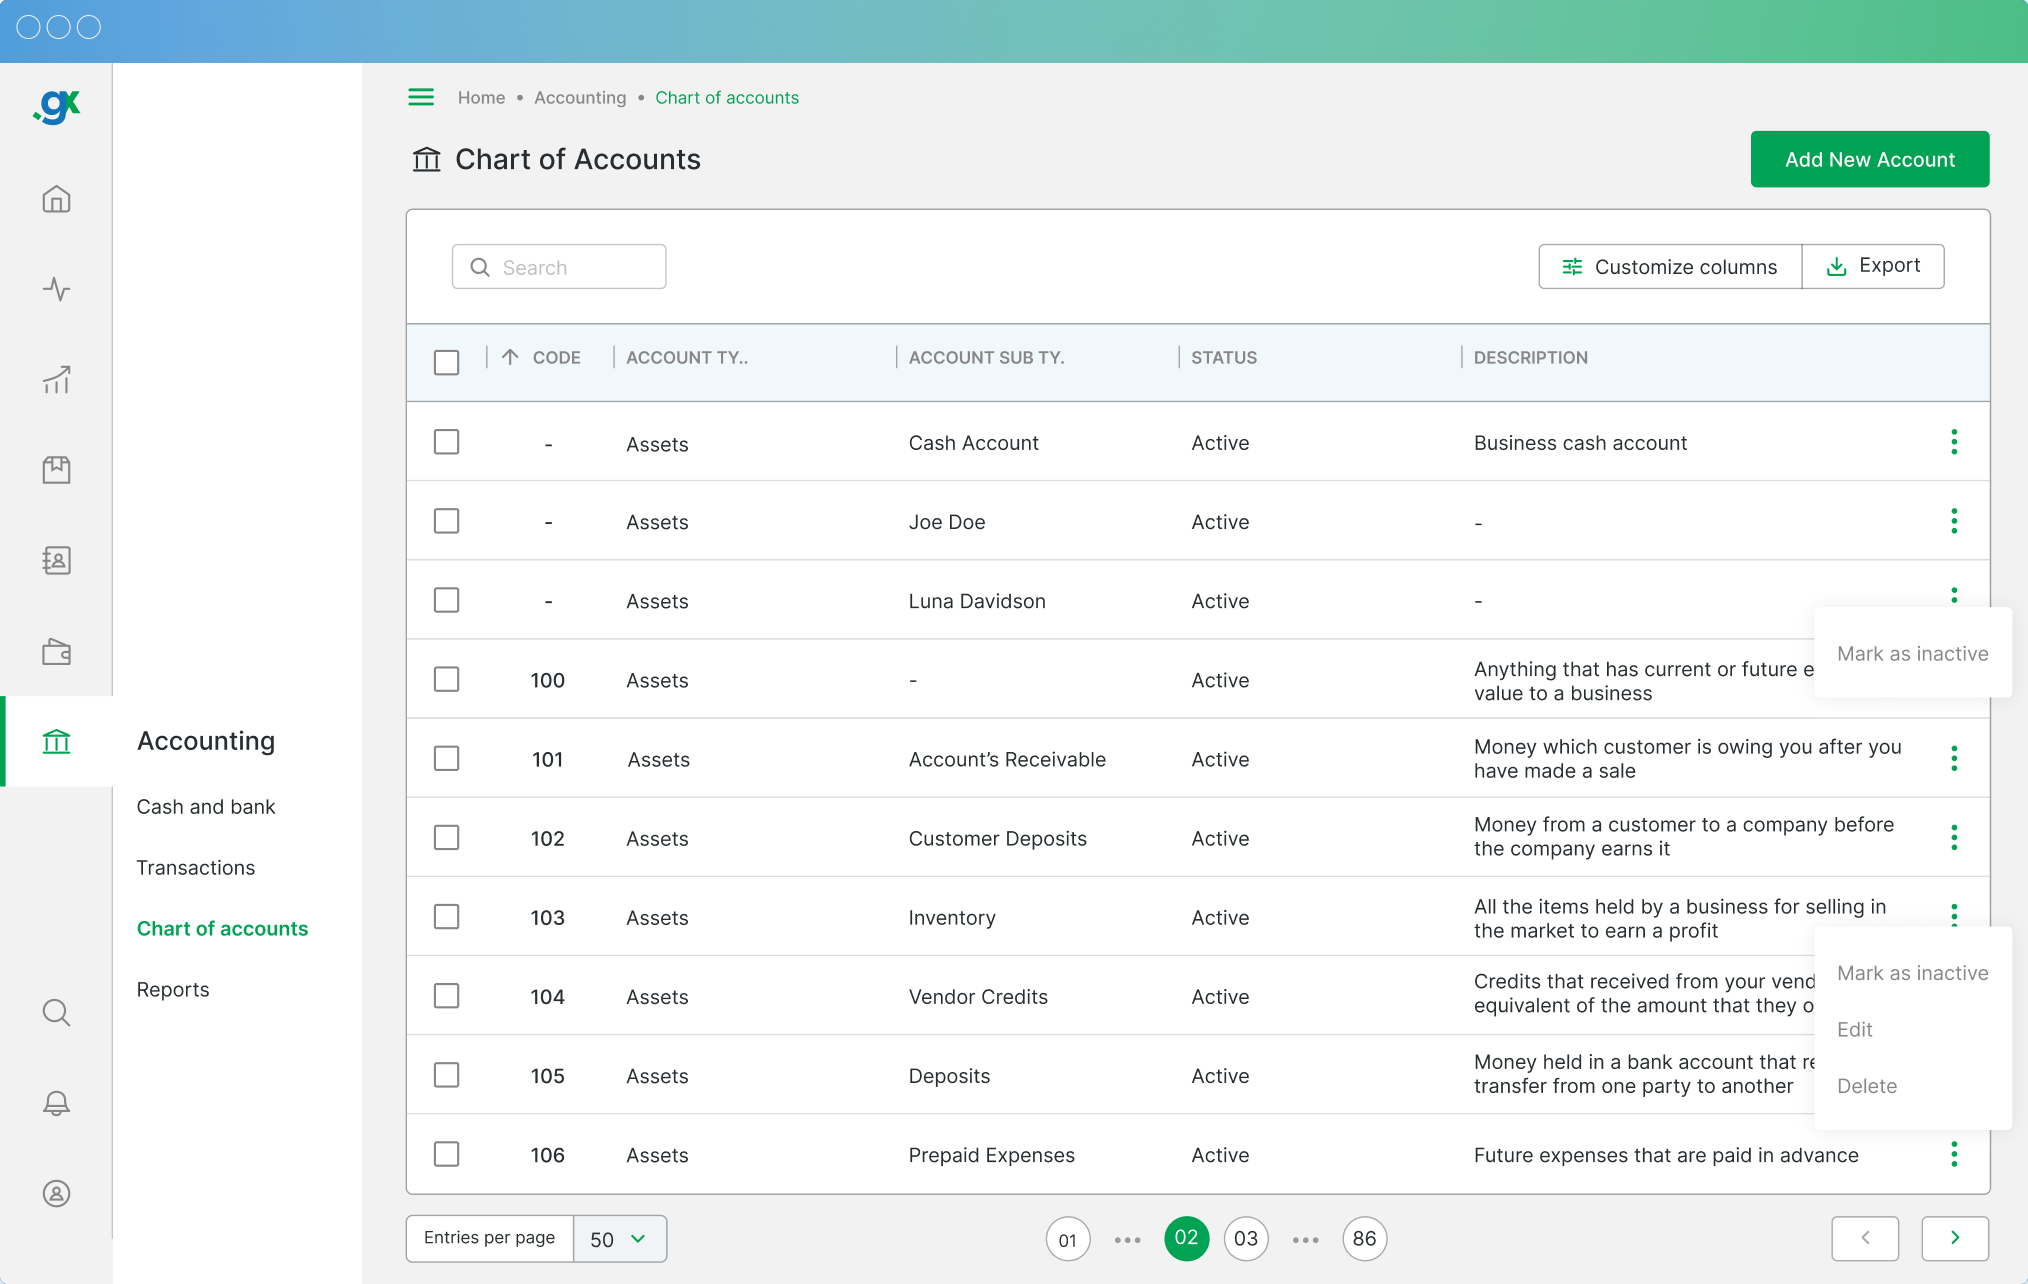 .gx
Home • Accounting • Chart of accounts
Chart of Accounts
Add New Account
Search
Customize columns
Export
CODE ACCOUNT TY.. ACCOUNT SUB TY. STATUS DESCRIPTION
- Assets Cash Account Active Business cash account
- Assets Joe Doe Active -
- Assets Luna Davidson Active -
Mark as inactive
100 Assets - Active Anything that has current or future e
value to a business
101 Assets Account’s Receivable Active Money which customer is owing you after you
have made a sale
102 Assets Customer Deposits Active Money from a customer to a company before
the company earns it
103 Assets Inventory Active All the items held by a business for selling in
the market to earn a profit
104 Assets Vendor Credits Active Credits that received from your vend
equivalent of the amount that they o
105 Assets Deposits Active Money held in a bank account that re
transfer from one party to another
106 Assets Prepaid Expenses Active Future expenses that are paid in advance
Mark as inactive
Edit
Delete
Accounting
Cash and bank
Transactions
Chart of accounts
Reports
Entries per page 50
01 ••• 02 03 ••• 86